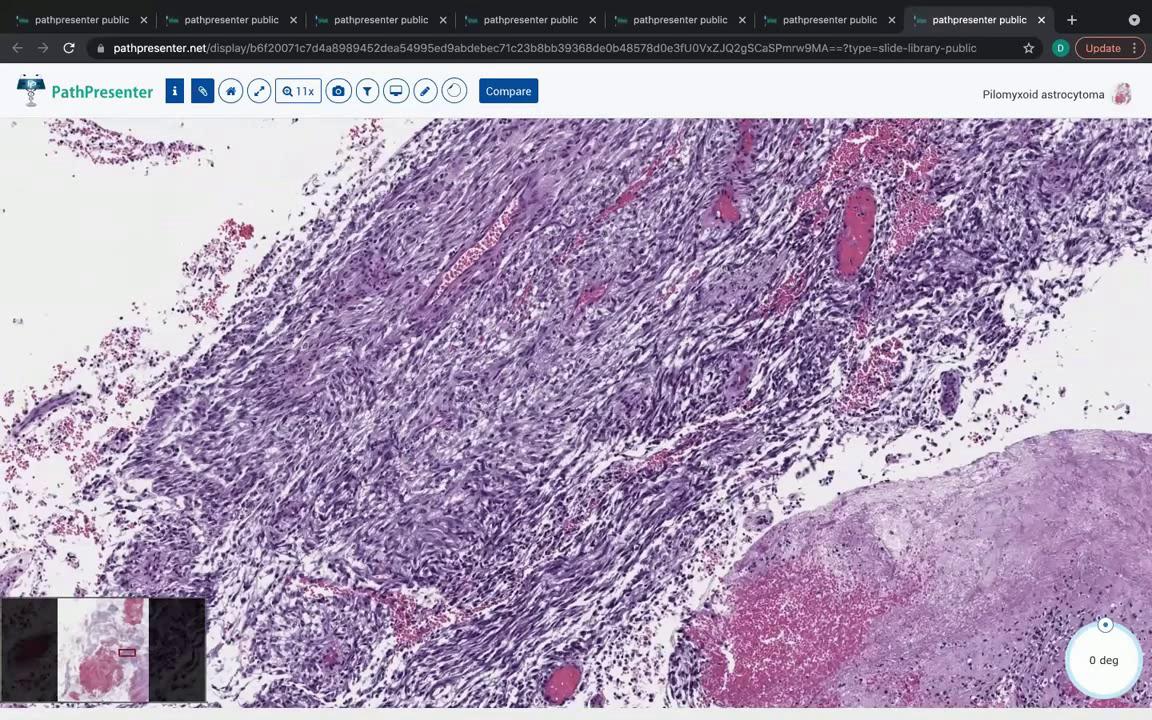 pathpresenter public
pathpresenter public
pathpresenter public
pathpresenter public
pathpresenter public
pathpresenter public
pathpresenter public
pathpresenter.net/display/b6f20071c7d4a8989452dea54995ed9abdebec71c23b8bb39368de0b48578d0e3fU0VxZJQ2gSCaSPmrw9MA==?type=slide-library-public
D
Update
PathPresenter
11x
Compare
Pilomyxoid astrocytoma
0 deg